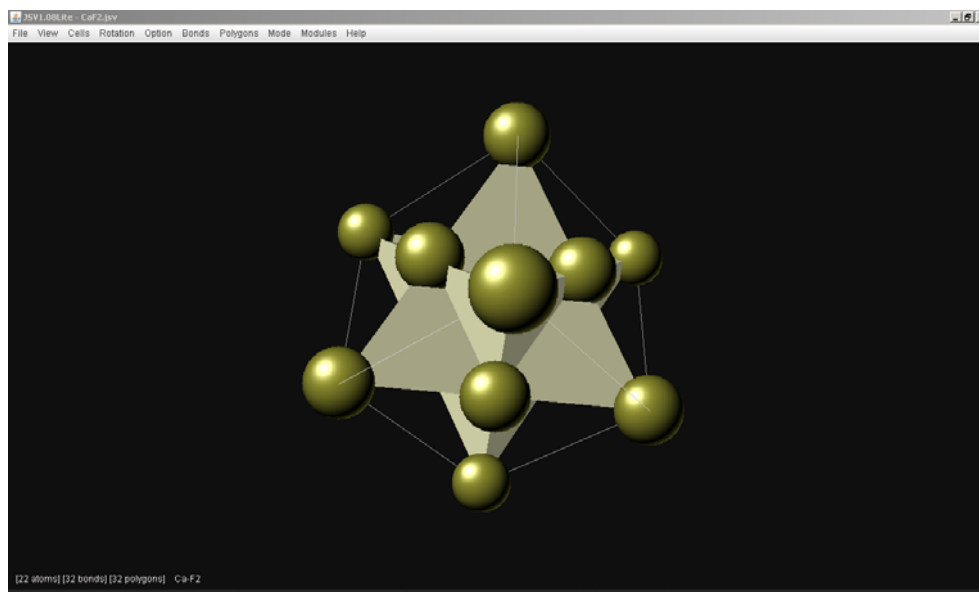 JSV1.08Lite - CaF2.jsv
File View Cells Rotation Option Bonds Polygons Mode Modules Help
[22 atoms] [32 bonds] [32 polygons] Ca-F2